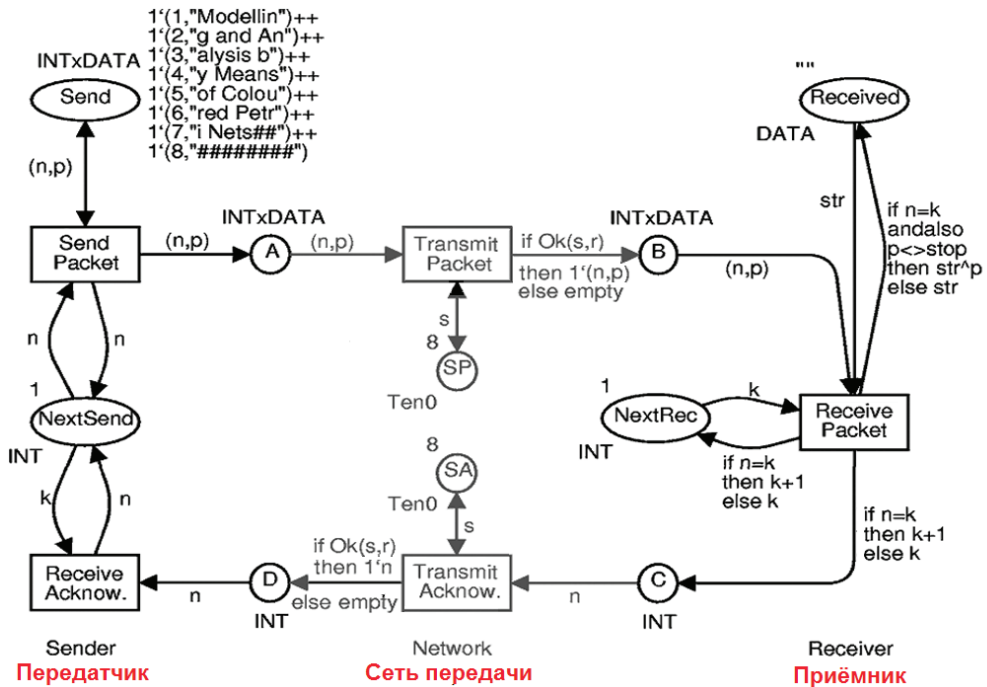 1‘(1,"Modellin")++
1‘(2,"g and An")++
1‘(3,"alysis b")++
1‘(4,"y Means")++
1‘(5,"of Colou")++
1‘(6,"red Petr")++
1‘(7,"i Nets##")++
1‘(8,"########")
INTxDATA
Send
(n,p)
Send
Packet
(n,p)
INTxDATA
A
(n,p)
Transmit
Packet
if Ok(s,r)
then 1‘(n,p)
else empty
INTxDATA
B
(n,p)
""
Received
DATA
str
if n=k
andalso
p<>stop
then str^p
else str
n
n
1
NextSend
INT
s
8
SP
Ten0
1
NextRec
INT
k
if n=k
then k+1
else k
Receive
Packet
if n=k
then k+1
else k
k
n
8
SA
Ten0
s
Receive
Acknow.
n
D
INT
if Ok(s,r)
then 1‘n
else empty
Transmit
Acknow.
n
C
INT
Sender
Network
Receiver
Передатчик
Сеть передачи
Приёмник